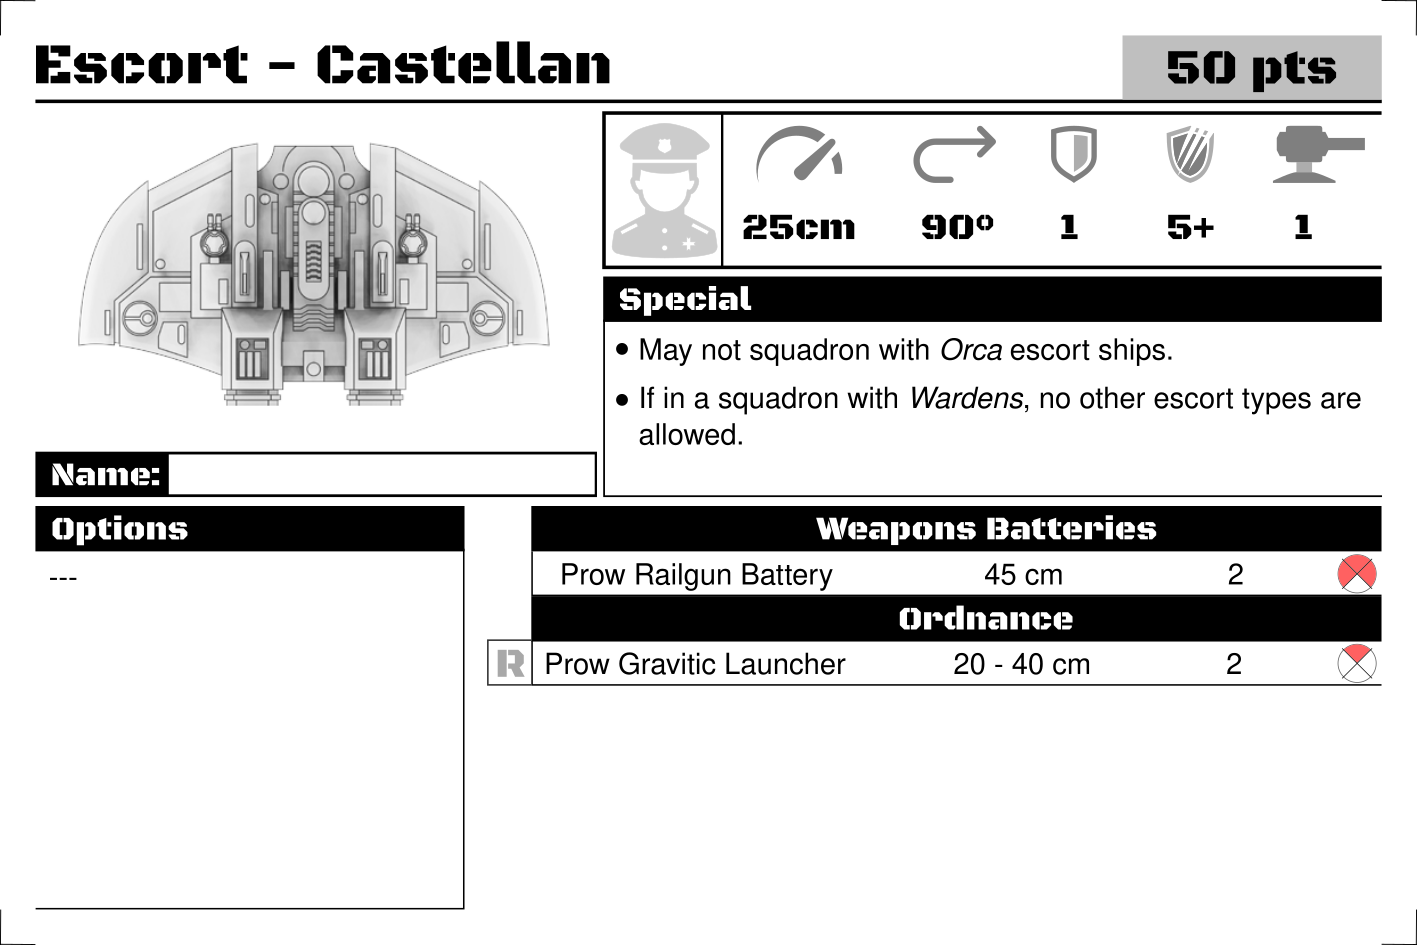 Escort - Castellan
50 pts
25cm 90º 1 5+ 1
Special
• May not squadron with Orca escort ships.
• If in a squadron with Wardens, no other escort types are
allowed.
Name:
Options
---
Weapons Batteries
Prow Railgun Battery 45 cm 2
Ordnance
R Prow Gravitic Launcher 20 - 40 cm 2